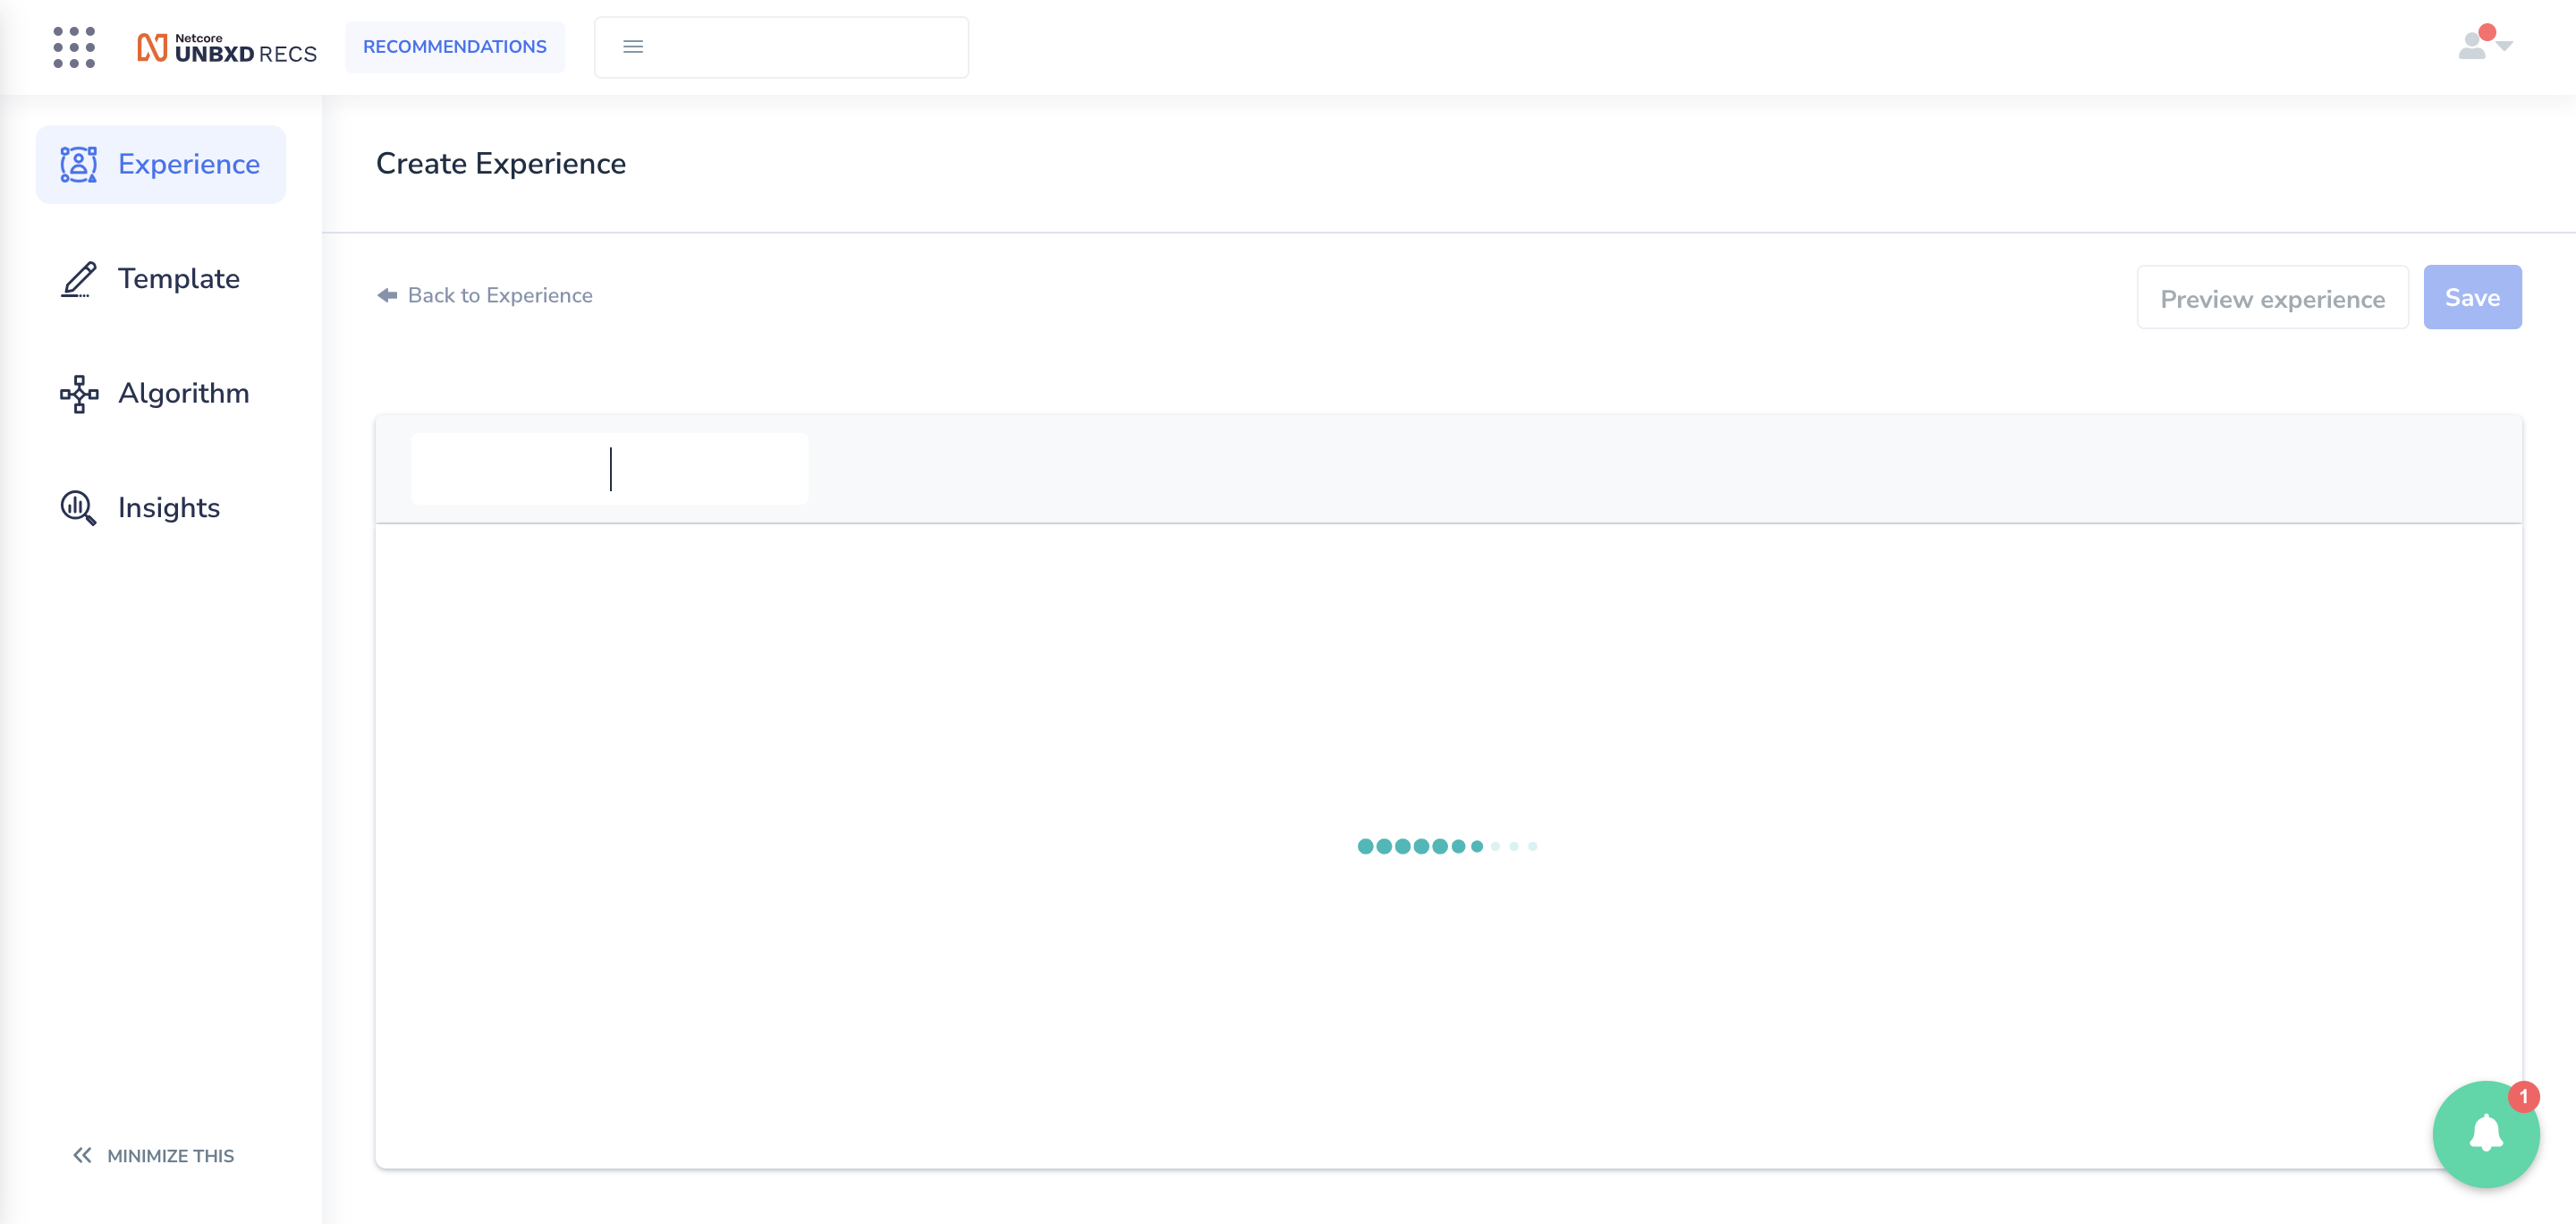 Netcore
UNBXD RECS
RECOMMENDATIONS
Experience
Template
Algorithm
Insights
MINIMIZE THIS
Create Experience
Back to Experience
Preview experience
Save
1